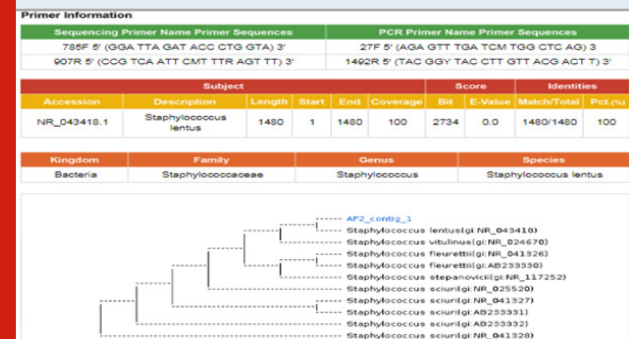 Primer Information
Sequencing Primer Name Primer Sequences PCR Primer Name Primer Sequences
785F 5' (GGA TTA GAT ACC CTG GTA) 3' 27F 5' (AGA GTT TGA TCM TGG CTC AG) 3
907R 5' (CCG TCA ATT CMT TTR AGT TT) 3' 1492R 5' (TAC GGY TAC CTT GTT ACG ACT T) 3'
Subject Score Identities
Accession Description Length Start End Coverage Bit E-Value Match/Total Pct.(%)
NR_043418.1 Staphylococcus lentus 1480 1 1480 100 2734 0.0 1480/1480 100
Kingdom Family Genus Species
Bacteria Staphylococcaceae Staphylococcus Staphylococcus lentus
AF2_contig_1
Staphylococcus lentus(gi:NR_043418)
Staphylococcus vitulinus(gi:NR_024670)
Staphylococcus fleurettii(gi:NR_041326)
Staphylococcus fleurettii(gi:AB233330)
Staphylococcus stepanovicii(gi:NR_117252)
Staphylococcus sciuri(gi:NR_025520)
Staphylococcus sciuri(gi:NR_041327)
Staphylococcus sciuri(gi:AB233331)
Staphylococcus sciuri(gi:AB233332)
Staphylococcus sciuri(gi:NR_041328)